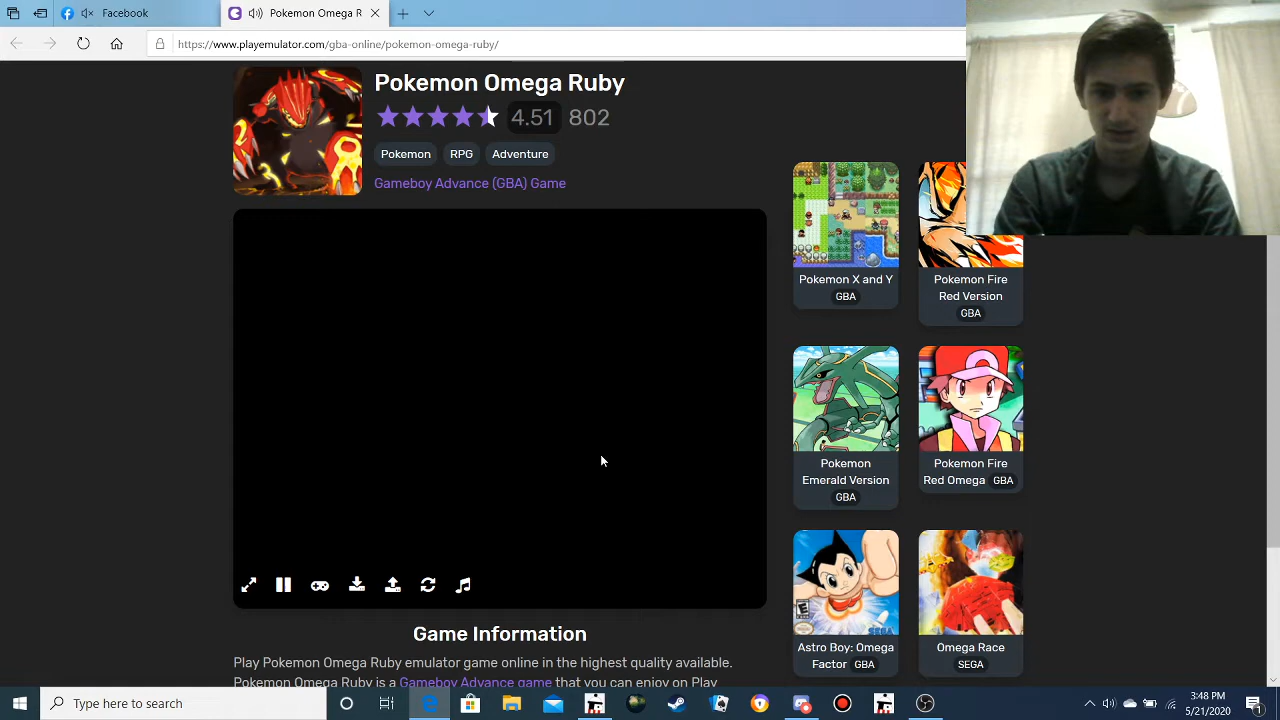 Facebook
Pokemon Omega R
https://www.playemulator.com/gba-online/pokemon-omega-ruby/
Pokemon Omega Ruby
4.51 802
Pokemon RPG Adventure
Gameboy Advance (GBA) Game
Pokemon X and Y
GBA
Pokemon Fire
Red Version
GBA
Pokemon
Emerald Version
GBA
Pokemon Fire
Red Omega GBA
Astro Boy: Omega
Factor GBA
Omega Race
SEGA
Game Information
Play Pokemon Omega Ruby emulator game online in the highest quality available.
Pokemon Omega Ruby is a Gameboy Advance game that you can enjoy on Play
Type here to search
3:48 PM
5/21/2020